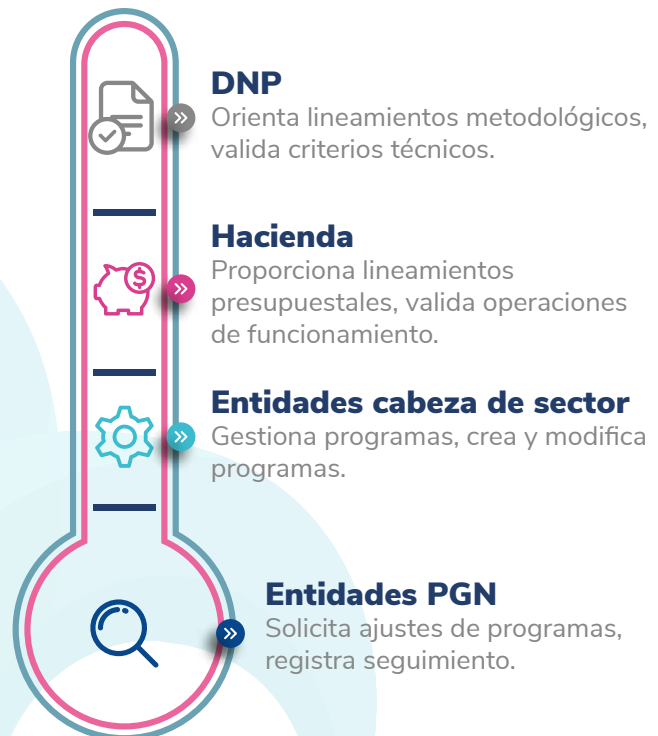 DNP
Orienta lineamientos metodológicos,
valida criterios técnicos.
Hacienda
Proporciona lineamientos
presupuestales, valida operaciones
de funcionamiento.
Entidades cabeza de sector
Gestiona programas, crea y modifica
programas.
Entidades PGN
Solicita ajustes de programas,
registra seguimiento.